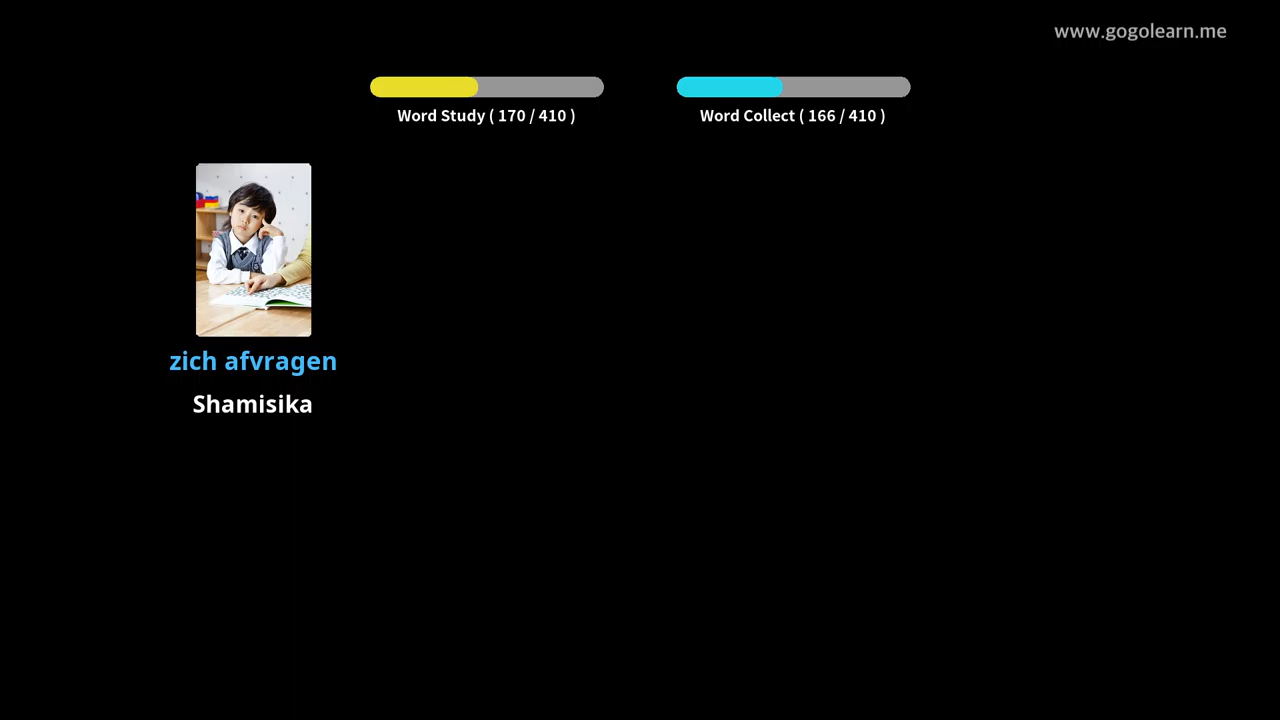 www.gogolearn.me
Word Study ( 170 / 410 )
Word Collect ( 166 / 410 )
zich afvragen
Shamisika